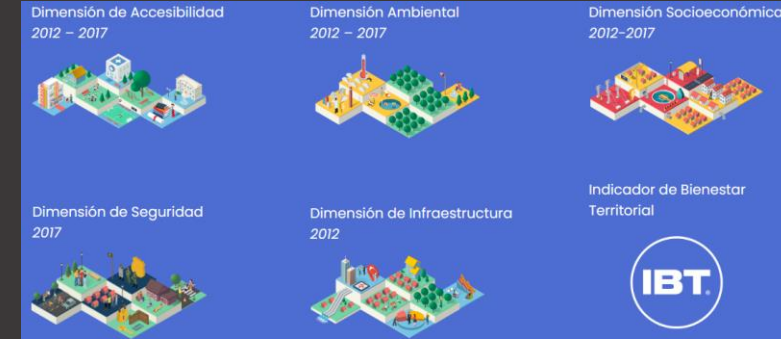 Dimensión de Accesibilidad
2012 – 2017
Dimensión Ambiental
2012 – 2017
Dimensión Socioeconómica
2012-2017
Dimensión de Seguridad
2017
Dimensión de Infraestructura
2012
Indicador de Bienestar
Territorial
IBT